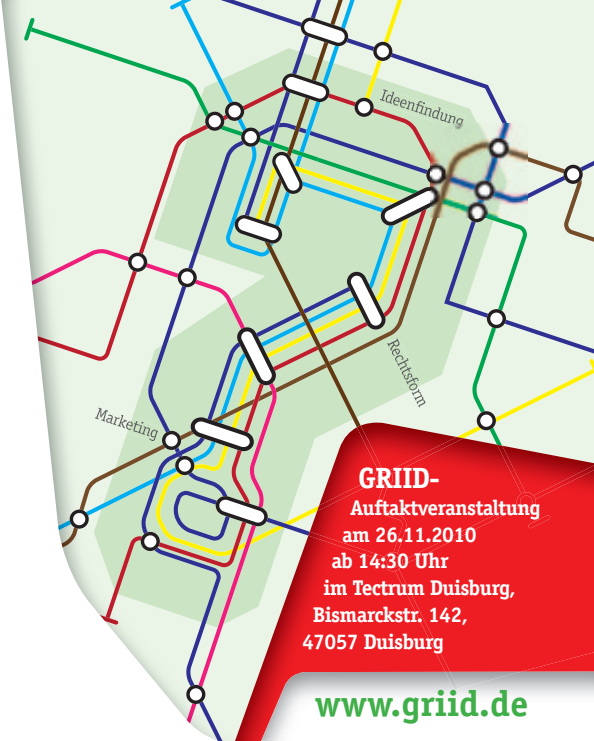 Ideenfindung
Rechtsform
Marketing
GRIID-
Auftaktveranstaltung
am 26.11.2010
ab 14:30 Uhr
im Tectrum Duisburg,
Bismarckstr. 142,
47057 Duisburg
www.griid.de